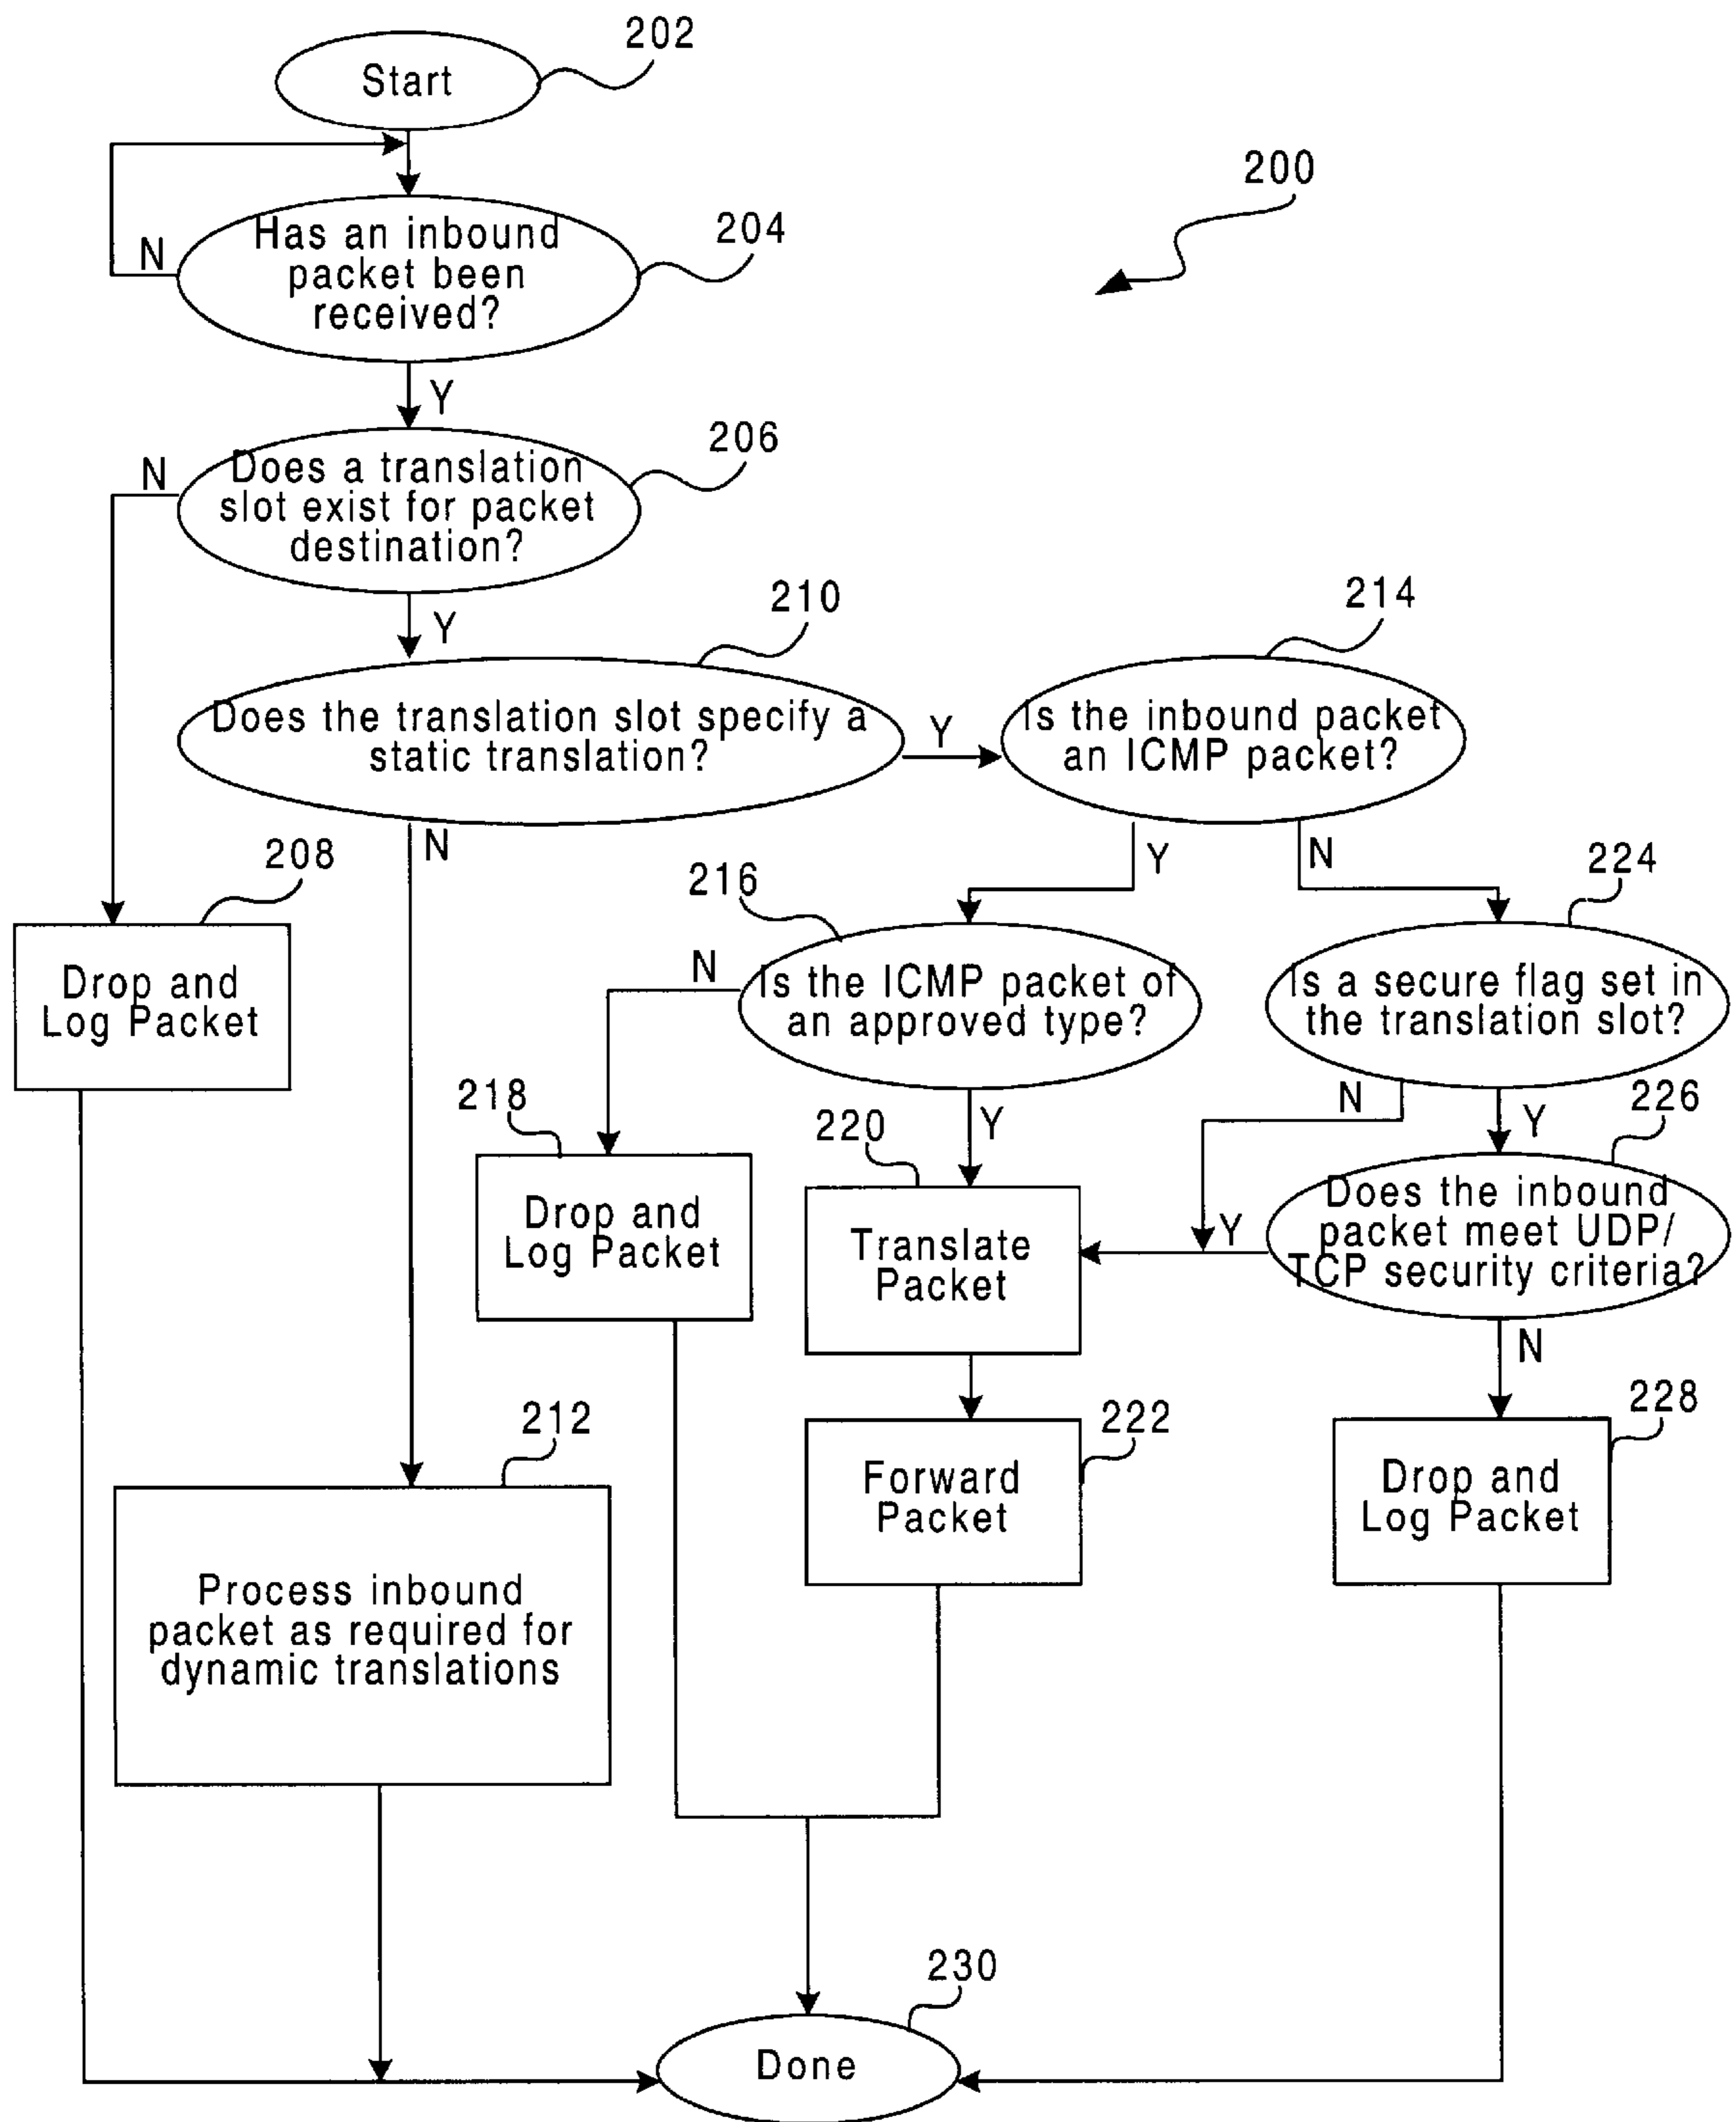 202
Start
200
204
Has an inbound
packet been
received?
N
Y
206
Does a translation
slot exist for packet
destination?
N
Y
210
Does the translation slot specify a
static translation?
Y
N
214
Is the inbound packet
an ICMP packet?
Y
N
208
Drop and
Log Packet
216
Is the ICMP packet of
an approved type?
N
Y
224
Is a secure flag set in
the translation slot?
N
Y
218
Drop and
Log Packet
220
Translate
Packet
226
Does the inbound
packet meet UDP/
TCP security criteria?
Y
N
212
Process inbound
packet as required for
dynamic translations
222
Forward
Packet
228
Drop and
Log Packet
230
Done